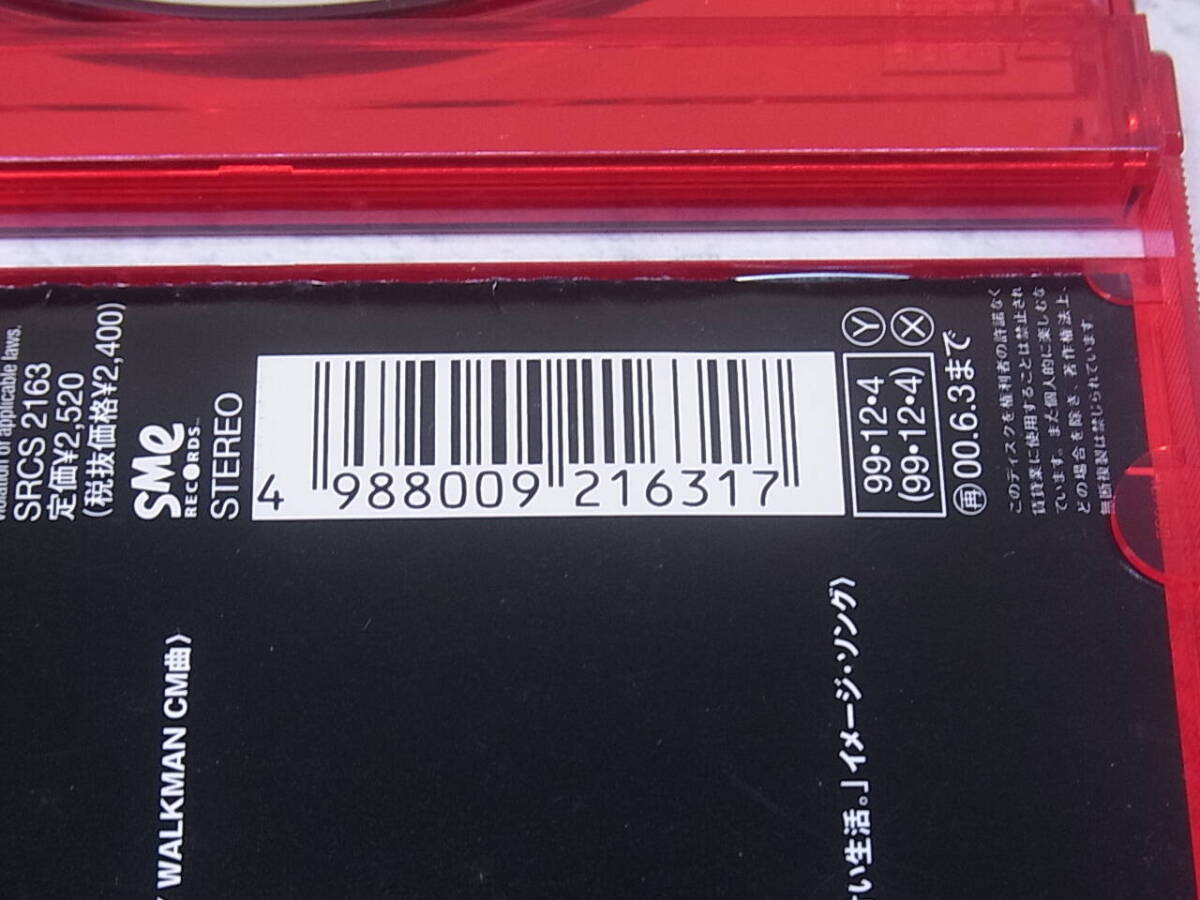 violation of applicable laws.
SRCS 2163
定価¥2,520
(税抜価格¥2,400)
SMe
RECORDS™
STEREO
4 988009 216317
Ⓨ Ⓧ
99・12・4
(99・12・4)
㊢00.6.3まで
このディスクを権利者の許諾なく
賃貸業に使用することは禁止され
ています。また個人的に楽しむな
どの場合を除き、著作権法上、
無断複製は禁じられています。
WALKMAN CM曲〉
い生活。」イメージ・ソング〉